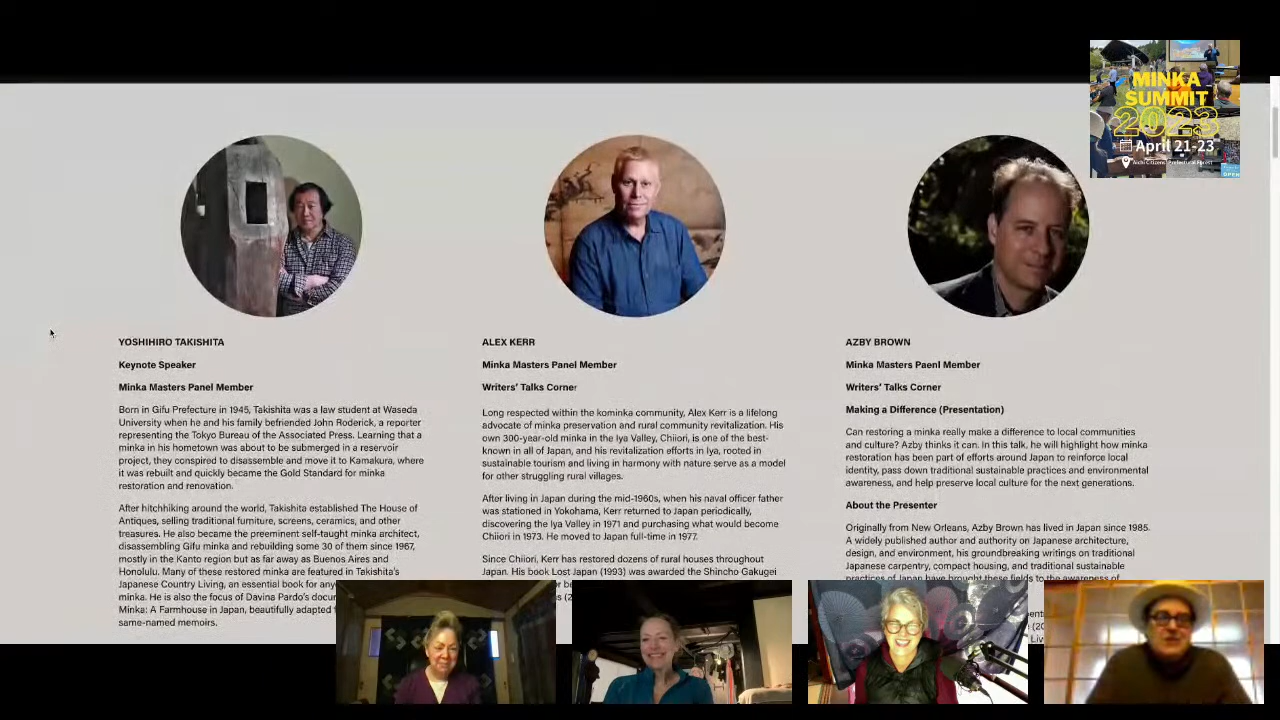 MINKA
SUMMIT
2023
April 21-23
YOSHIHIRO TAKISHITA
Keynote Speaker
Minka Masters Panel Member
Born in Gifu Prefecture in 1945, Takishita was a law student at Waseda
University when he and his family befriended John Roderick, a reporter
representing the Tokyo Bureau of the Associated Press. Learning that a
minka in his hometown was about to be submerged in a reservoir
project, they conspired to disassemble and move it to Kamakura, where
it was rebuilt and quickly became the Gold Standard for minka
restoration and renovation.
After hitchhiking around the world, Takishita established The House of
Antiques, selling traditional furniture, screens, ceramics, and other
treasures. He also became the preeminent self-taught minka architect,
disassembling Gifu minka and rebuilding some 30 of them since 1967,
mostly in the Kanto region but as far away as Buenos Aires and
Honolulu. Many of these restored minka are featured in Takishita's
Japanese Country Living, an essential book for any
minka. He is also the focus of Davina Pardo's docu
Minka: A Farmhouse in Japan, beautifully adapted
same-named memoirs.
ALEX KERR
Minka Masters Panel Member
Writers' Talks Corner
Long respected within the kominka community, Alex Kerr is a lifelong
advocate of minka preservation and rural community revitalization. His
own 300-year-old minka in the Iya Valley, Chiiori, is one of the best-
known in all of Japan, and his revitalization efforts in Iya, rooted in
sustainable tourism and living in harmony with nature serve as a model
for other struggling rural villages.
After living in Japan during the mid-1960s, when his naval officer father
was stationed in Yokohama, Kerr returned to Japan periodically,
discovering the Iya Valley in 1971 and purchasing what would become
Chiiori in 1973. He moved to Japan full-time in 1977.
Since Chiiori, Kerr has restored dozens of rural houses throughout
Japan. His book Lost Japan (1993) was awarded the Shincho Gakugei
AZBY BROWN
Minka Masters Paenl Member
Writers' Talks Corner
Making a Difference (Presentation)
Can restoring a minka really make a difference to local communities
and culture? Azby thinks it can. In this talk, he will highlight how minka
restoration has been part of efforts around Japan to reinforce local
identity, pass down traditional sustainable practices and environmental
awareness, and help preserve local culture for the next generations.
About the Presenter
Originally from New Orleans, Azby Brown has lived in Japan since 1985.
A widely published author and authority on Japanese architecture,
design, and environment, his groundbreaking writings on traditional
Japanese carpentry, compact housing, and traditional sustainable
practices of Japan have brought these fields to the awareness of